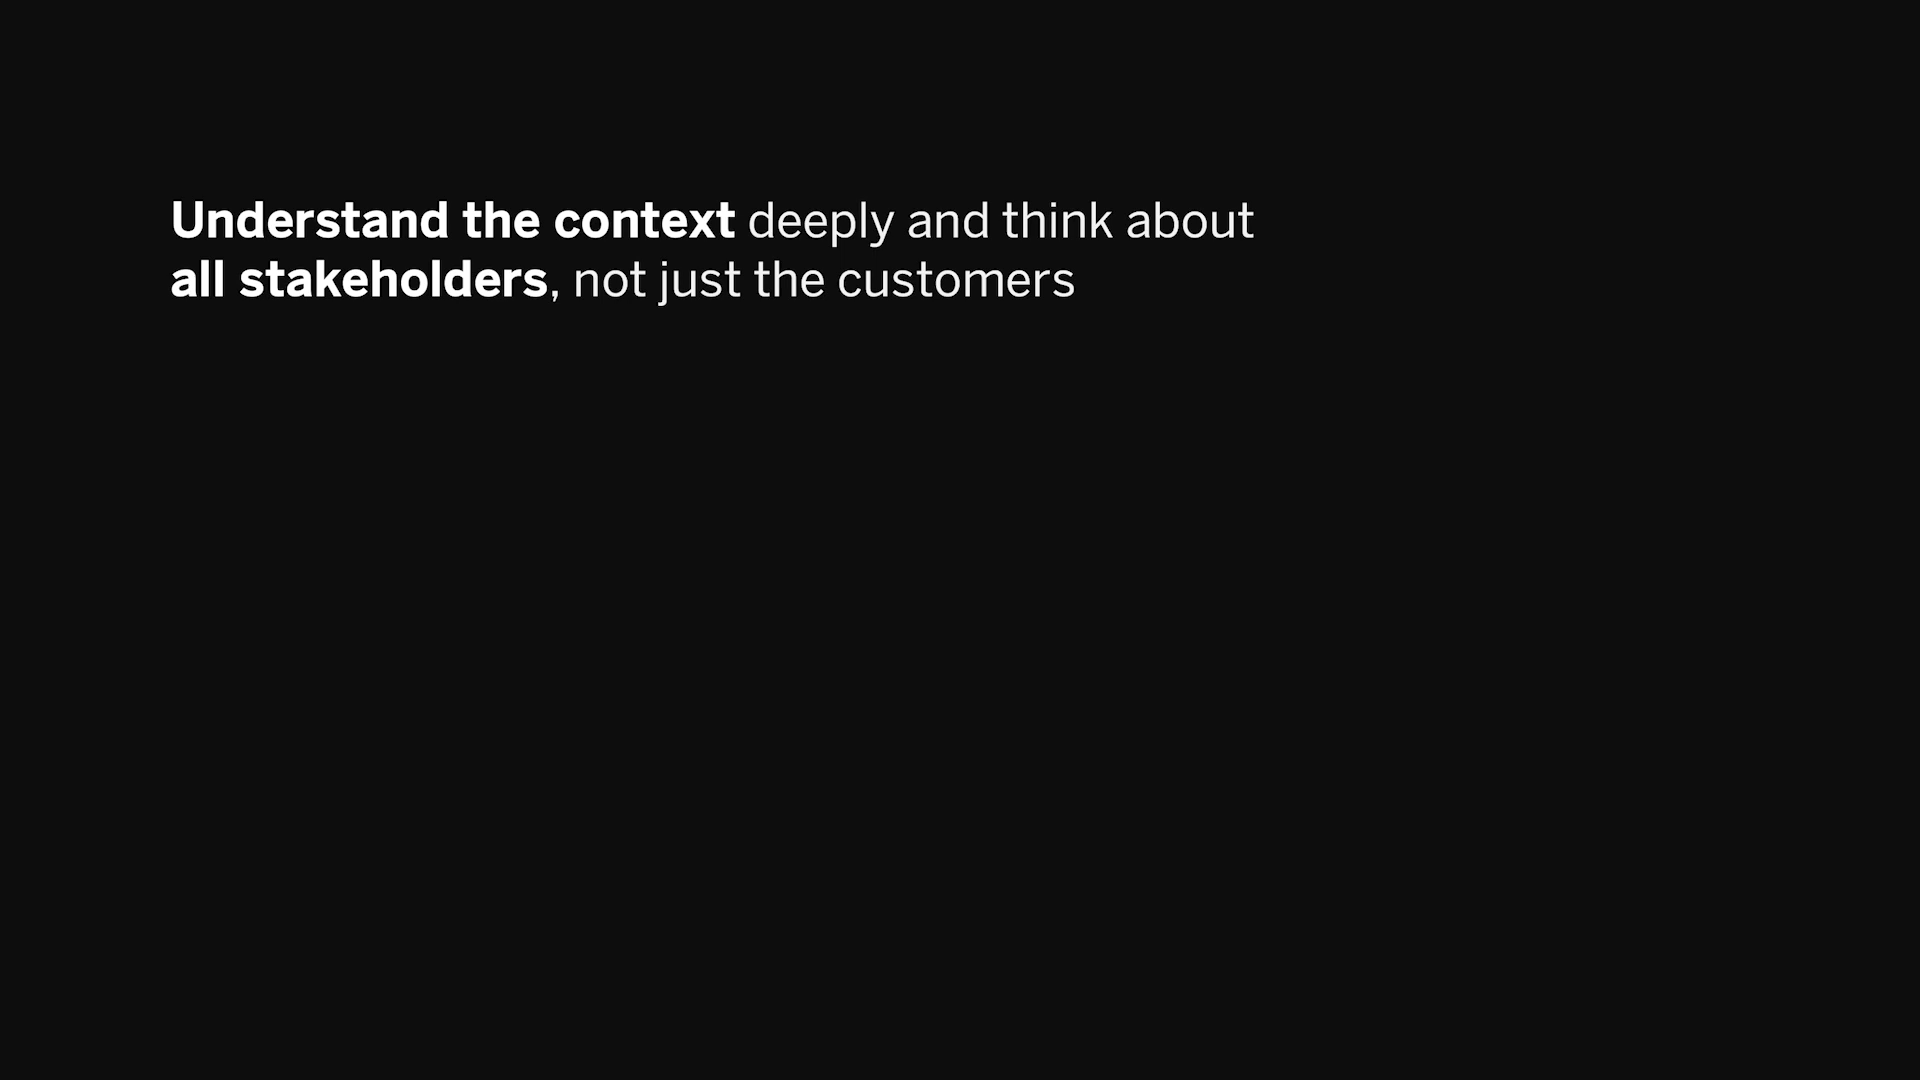 Understand the context deeply and think about
all stakeholders, not just the customers